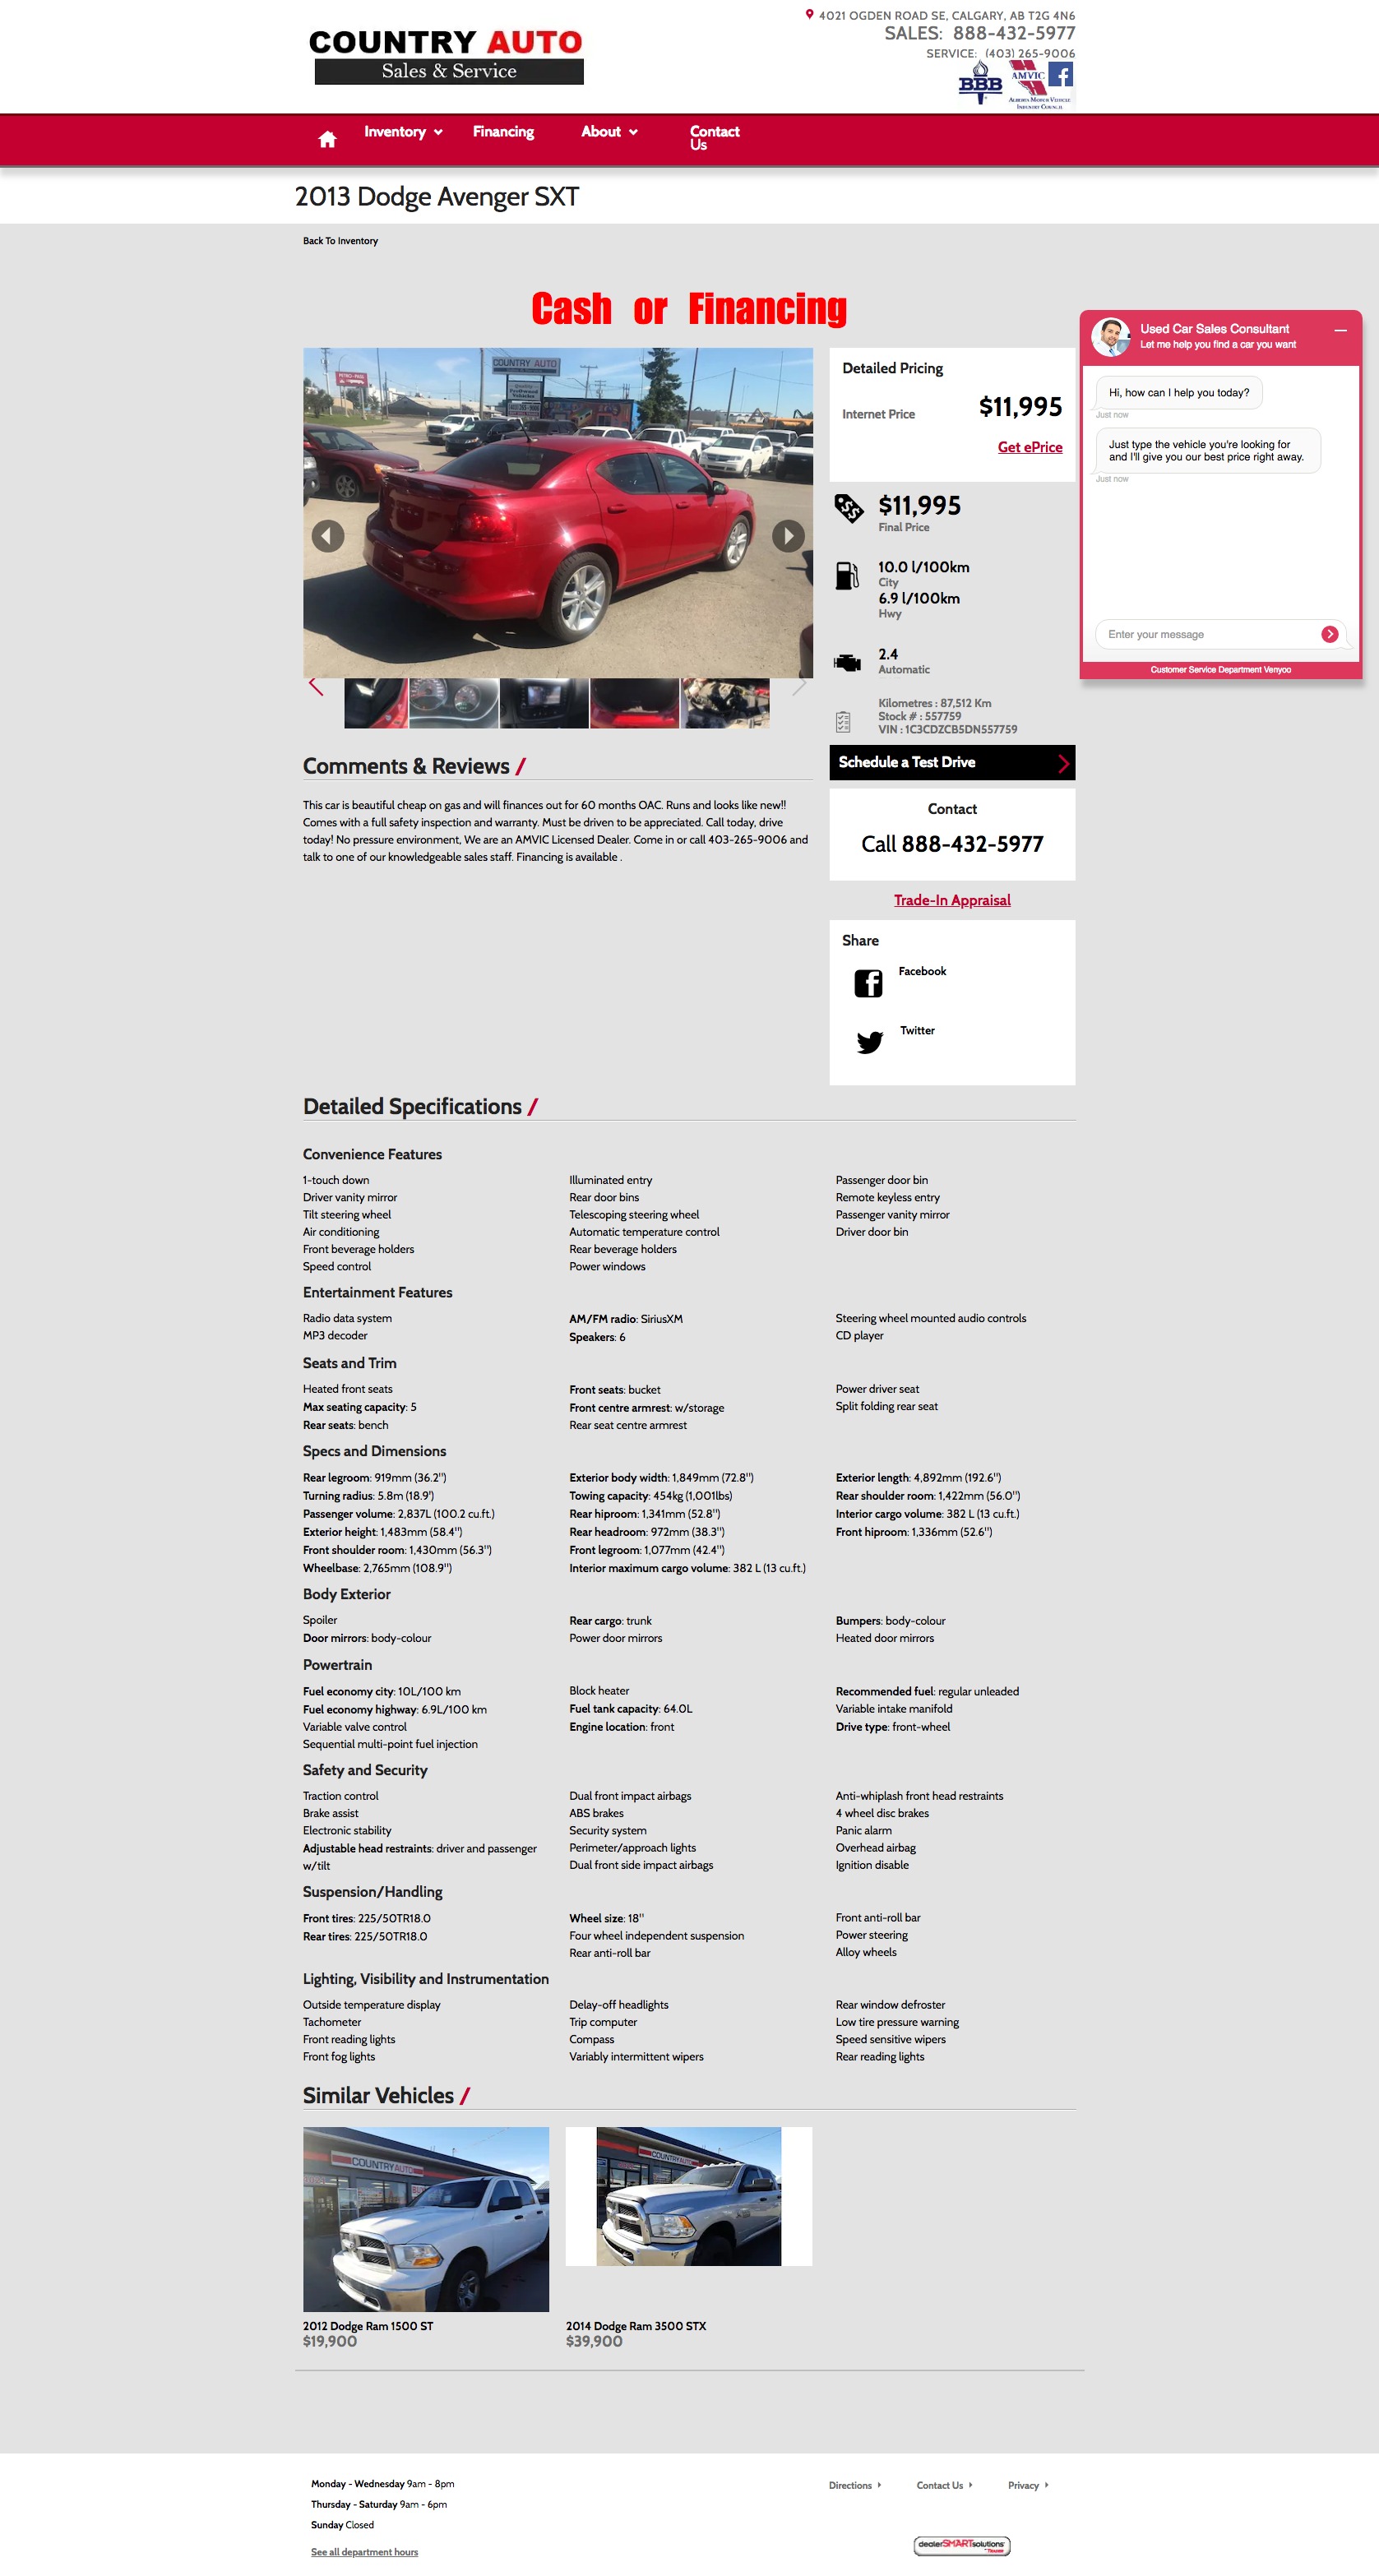 COUNTRY AUTO
Sales & Service
4021 OGDEN ROAD SE, CALGARY, AB T2G 4N6
SALES: 888-432-5977
SERVICE: (403) 265-9006
BBB
AMVIC
ALBERTA MOTOR VEHICLE
INDUSTRY COUNCIL
Inventory
Financing
About
Contact
Us
2013 Dodge Avenger SXT
Back To Inventory
Cash or Financing
COUNTRY AUTO
Detailed Pricing
Internet Price $11,995
Get ePrice
$11,995
Final Price
10.0 l/100km
City
6.9 l/100km
Hwy
2.4
Automatic
Kilometres : 87,512 Km
Stock # : 557759
VIN : 1C3CDZCB5DN557759
Schedule a Test Drive
Contact
Call 888-432-5977
Trade-In Appraisal
Share
Facebook
Twitter
Used Car Sales Consultant
Let me help you find a car you want
Hi, how can I help you today?
Just now
Just type the vehicle you're looking for
and I'll give you our best price right away.
Just now
Enter your message
Customer Service Department Venyoo
Comments & Reviews /
This car is beautiful cheap on gas and will finances out for 60 months OAC. Runs and looks like new!!
Comes with a full safety inspection and warranty. Must be driven to be appreciated. Call today, drive
today! No pressure environment, We are an AMVIC Licensed Dealer. Come in or call 403-265-9006 and
talk to one of our knowledgeable sales staff. Financing is available .
Detailed Specifications /
Convenience Features
1-touch down
Driver vanity mirror
Tilt steering wheel
Air conditioning
Front beverage holders
Speed control
Illuminated entry
Rear door bins
Telescoping steering wheel
Automatic temperature control
Rear beverage holders
Power windows
Passenger door bin
Remote keyless entry
Passenger vanity mirror
Driver door bin
Entertainment Features
Radio data system
MP3 decoder
AM/FM radio: SiriusXM
Speakers: 6
Steering wheel mounted audio controls
CD player
Seats and Trim
Heated front seats
Max seating capacity: 5
Rear seats: bench
Front seats: bucket
Front centre armrest: w/storage
Rear seat centre armrest
Power driver seat
Split folding rear seat
Specs and Dimensions
Rear legroom: 919mm (36.2")
Turning radius: 5.8m (18.9')
Passenger volume: 2,837L (100.2 cu.ft.)
Exterior height: 1,483mm (58.4")
Front shoulder room: 1,430mm (56.3")
Wheelbase: 2,765mm (108.9")
Exterior body width: 1,849mm (72.8")
Towing capacity: 454kg (1,001lbs)
Rear hiproom: 1,341mm (52.8")
Rear headroom: 972mm (38.3")
Front legroom: 1,077mm (42.4")
Interior maximum cargo volume: 382 L (13 cu.ft.)
Exterior length: 4,892mm (192.6")
Rear shoulder room: 1,422mm (56.0")
Interior cargo volume: 382 L (13 cu.ft.)
Front hiproom: 1,336mm (52.6")
Body Exterior
Spoiler
Door mirrors: body-colour
Rear cargo: trunk
Power door mirrors
Bumpers: body-colour
Heated door mirrors
Powertrain
Fuel economy city: 10L/100 km
Fuel economy highway: 6.9L/100 km
Variable valve control
Sequential multi-point fuel injection
Block heater
Fuel tank capacity: 64.0L
Engine location: front
Recommended fuel: regular unleaded
Variable intake manifold
Drive type: front-wheel
Safety and Security
Traction control
Brake assist
Electronic stability
Adjustable head restraints: driver and passenger
w/tilt
Dual front impact airbags
ABS brakes
Security system
Perimeter/approach lights
Dual front side impact airbags
Anti-whiplash front head restraints
4 wheel disc brakes
Panic alarm
Overhead airbag
Ignition disable
Suspension/Handling
Front tires: 225/50TR18.0
Rear tires: 225/50TR18.0
Wheel size: 18"
Four wheel independent suspension
Rear anti-roll bar
Front anti-roll bar
Power steering
Alloy wheels
Lighting, Visibility and Instrumentation
Outside temperature display
Tachometer
Front reading lights
Front fog lights
Delay-off headlights
Trip computer
Compass
Variably intermittent wipers
Rear window defroster
Low tire pressure warning
Speed sensitive wipers
Rear reading lights
Similar Vehicles /
COUNTRY AUTO
COUNTRY AUTO
2012 Dodge Ram 1500 ST
$19,900
2014 Dodge Ram 3500 STX
$39,900
Monday - Wednesday 9am - 8pm
Thursday - Saturday 9am - 6pm
Sunday Closed
See all department hours
Directions
Contact Us
Privacy
dealerSMARTsolutions